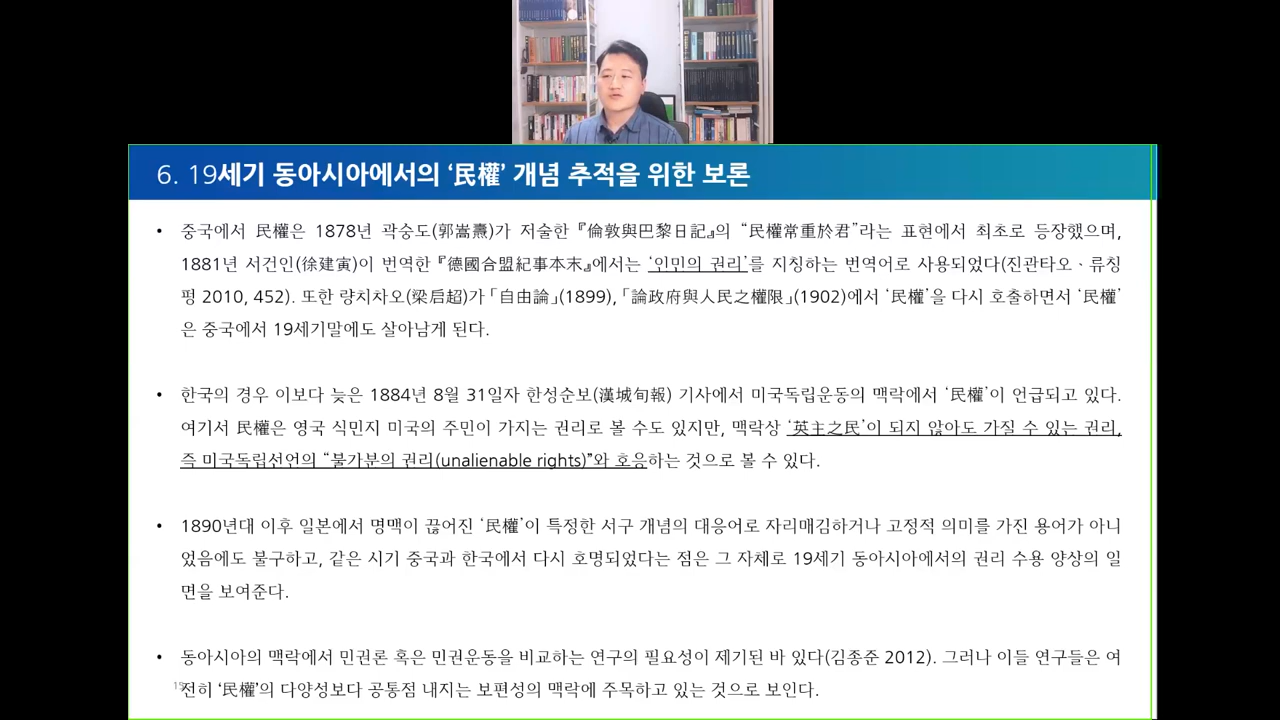 6. 19세기 동아시아에서의 ‘民權’ 개념 추적을 위한 보론
• 중국에서 民權은 1878년 곽숭도(郭嵩燾)가 저술한 『倫敦與巴黎日記』의 “民權常重於君”라는 표현에서 최초로 등장했으며,
1881년 서건인(徐建寅)이 번역한 『德國合盟紀事本末』에서는 ‘인민의 권리’를 지칭하는 번역어로 사용되었다(진관타오ㆍ류칭
펑 2010, 452). 또한 량치차오(梁启超)가 「自由論」(1899), 「論政府與人民之權限」(1902)에서 ‘민권’을 다시 호출하면서 ‘民權’
은 중국에서 19세기말에도 살아남게 된다.
• 한국의 경우 이보다 늦은 1884년 8월 31일자 한성순보(漢城旬報) 기사에서 미국독립운동의 맥락에서 ‘民權’이 언급되고 있다.
여기서 民權은 영국 식민지 미국의 주민이 가지는 권리로 볼 수도 있지만, 맥락상 ‘英主之民’이 되지 않아도 가질 수 있는 권리,
즉 미국독립선언의 “불가분의 권리(unalienable rights)”와 호응하는 것으로 볼 수 있다.
• 1890년대 이후 일본에서 명맥이 끊어진 ‘民權’이 특정한 서구 개념의 대응어로 자리매김하거나 고정적 의미를 가진 용어가 아니
었음에도 불구하고, 같은 시기 중국과 한국에서 다시 호명되었다는 점은 그 자체로 19세기 동아시아에서의 권리 수용 양상의 일
면을 보여준다.
• 동아시아의 맥락에서 민권론 혹은 민권운동을 비교하는 연구의 필요성이 제기된 바 있다(김종준 2012). 그러나 이들 연구들은 여
전히 ‘民權’의 다양성보다 공통점 내지는 보편성의 맥락에 주목하고 있는 것으로 보인다.